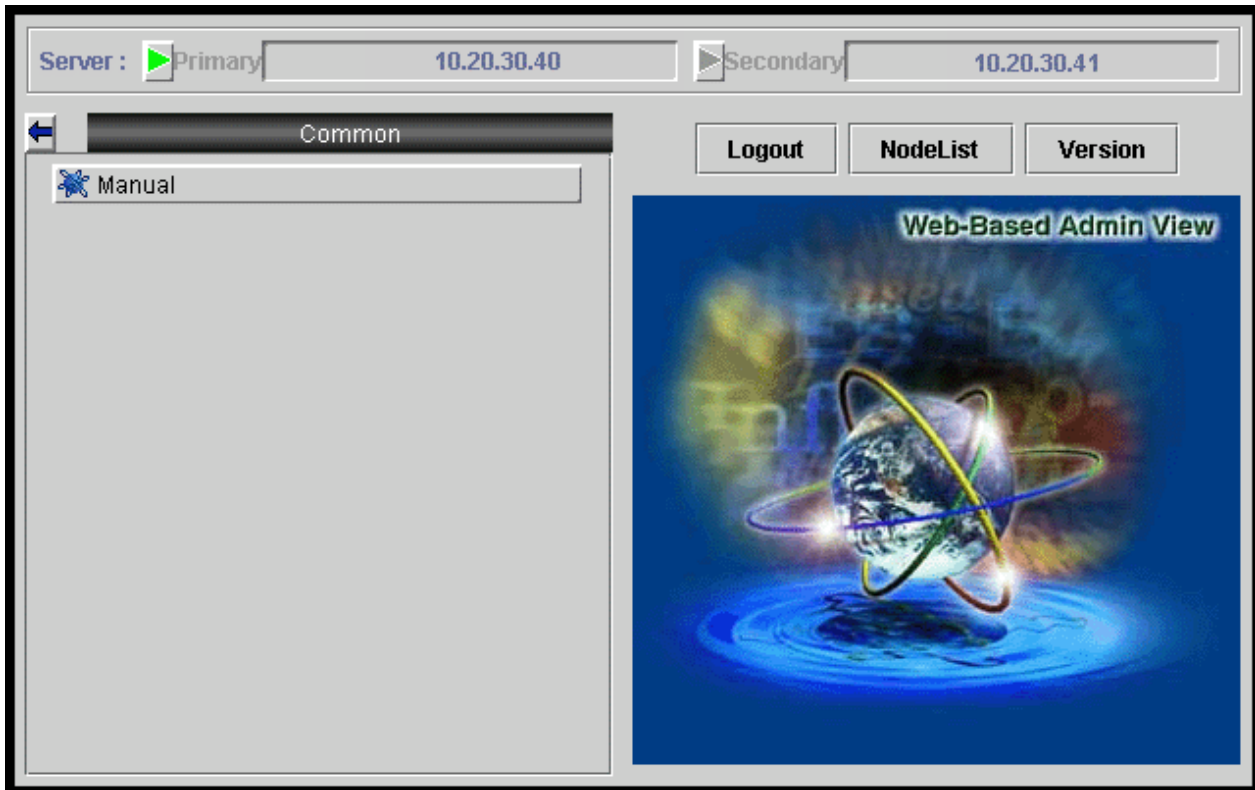 Server : Primary 10.20.30.40 Secondary 10.20.30.41
Common
Manual
Logout NodeList Version
Web-Based Admin View